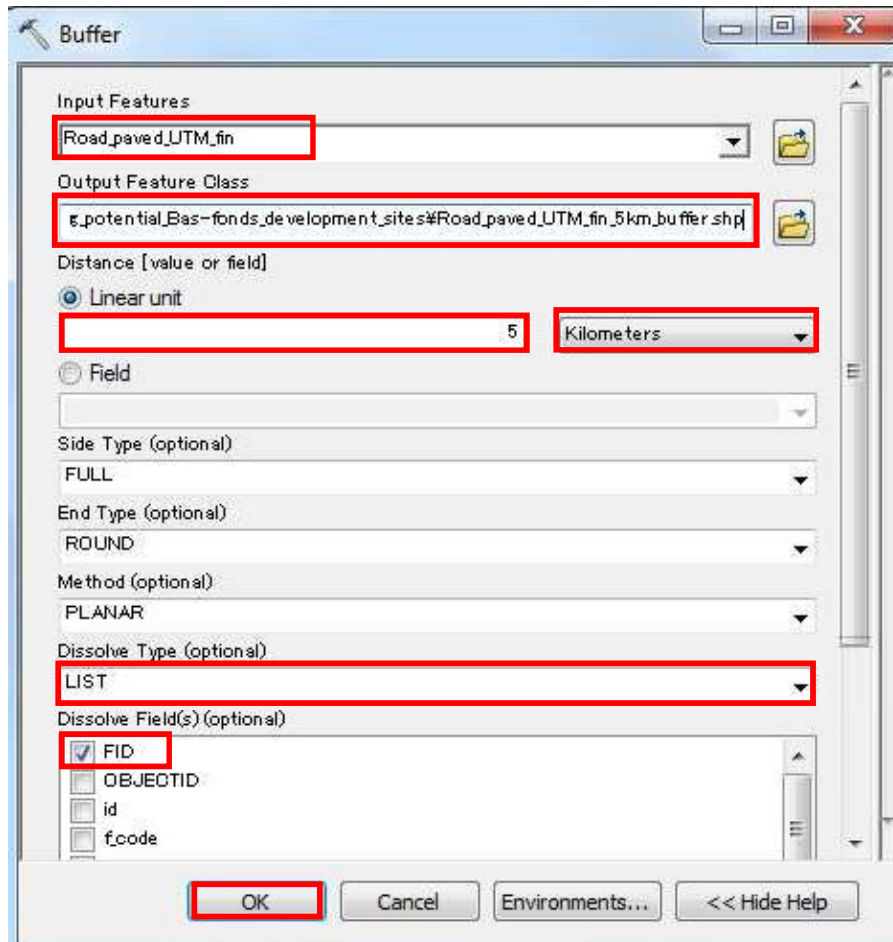 Buffer
Input Features
Road_paved_UTM_fin
Output Feature Class
g_potential_Bas-fonds_development_sites¥Road_paved_UTM_fin_5km_buffer.shp
Distance [value or field]
Linear unit
5 Kilometers
Field
Side Type (optional)
FULL
End Type (optional)
ROUND
Method (optional)
PLANAR
Dissolve Type (optional)
LIST
Dissolve Field(s) (optional)
FID
OBJECTID
id
f_code
OK Cancel Environments... << Hide Help